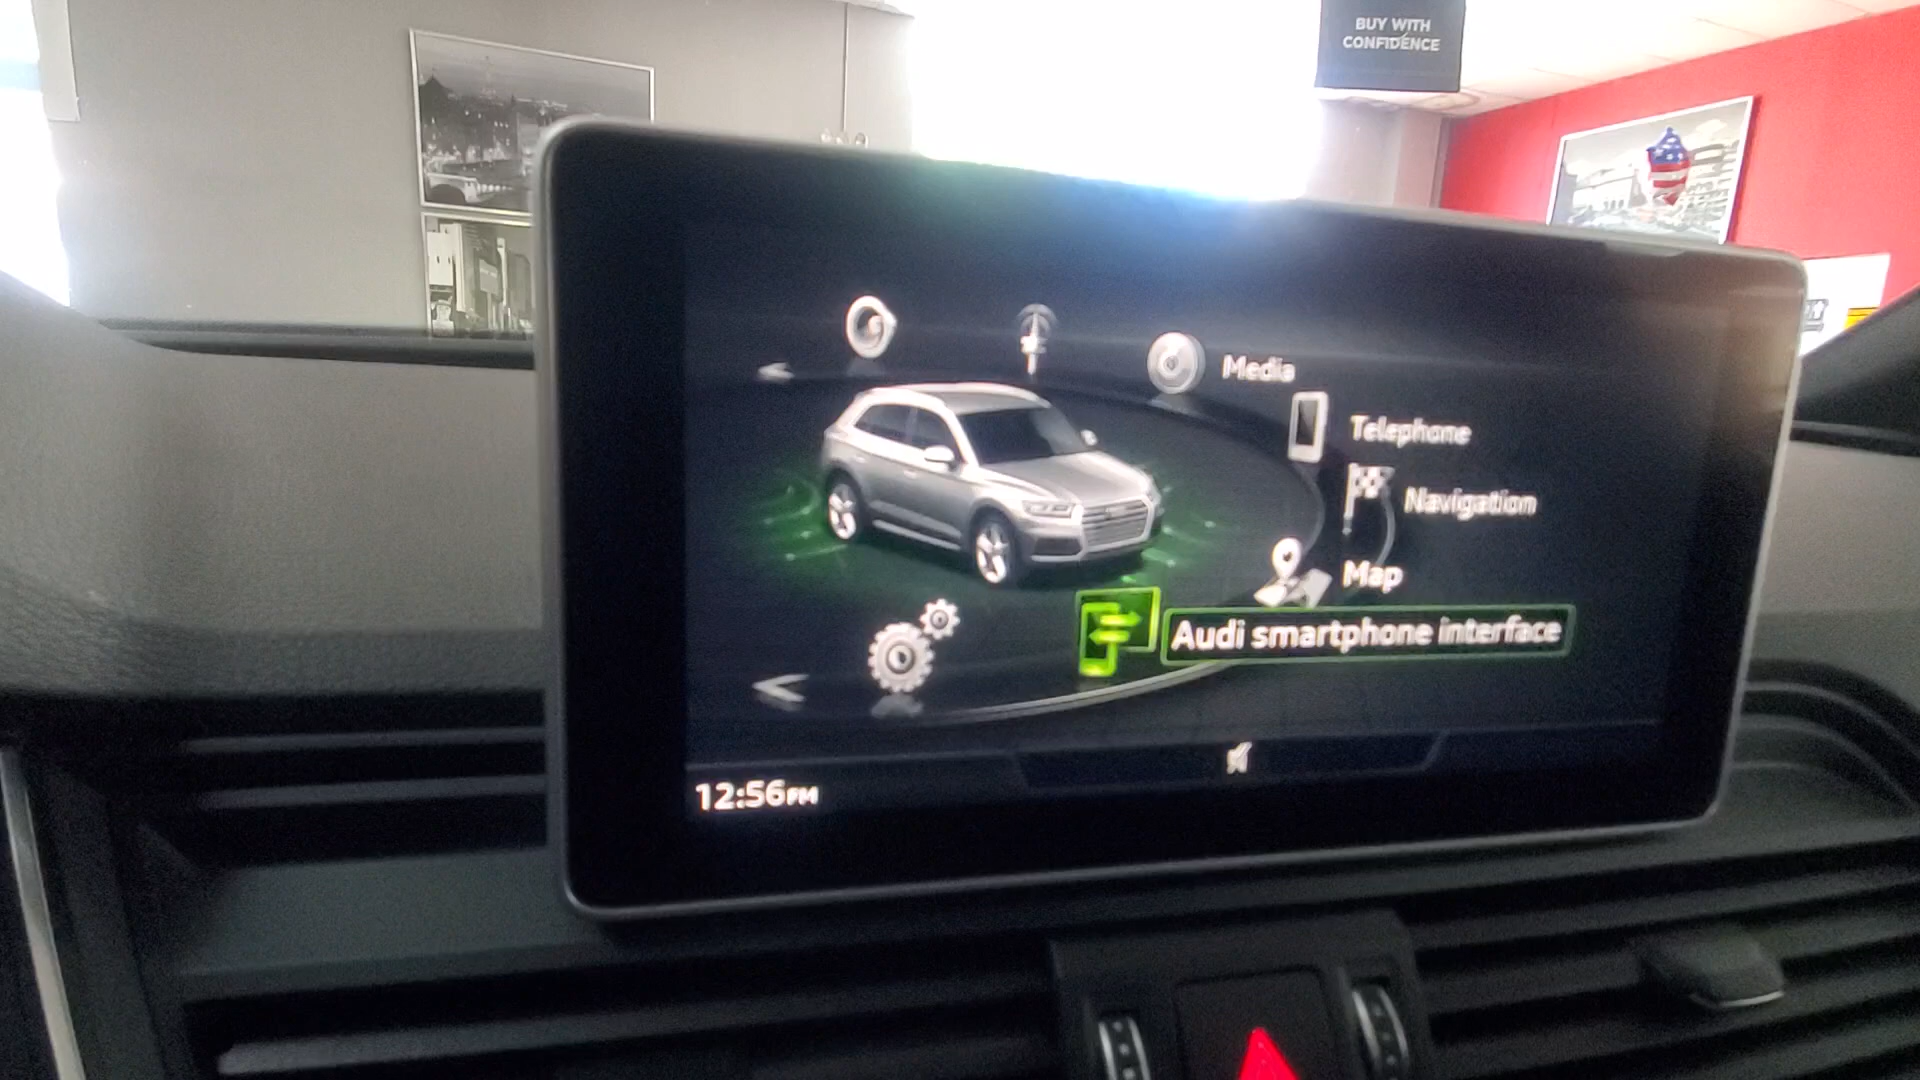 BUY WITH
CONFIDENCE
Media
Telephone
Navigation
Map
Audi smartphone interface
12:56PM